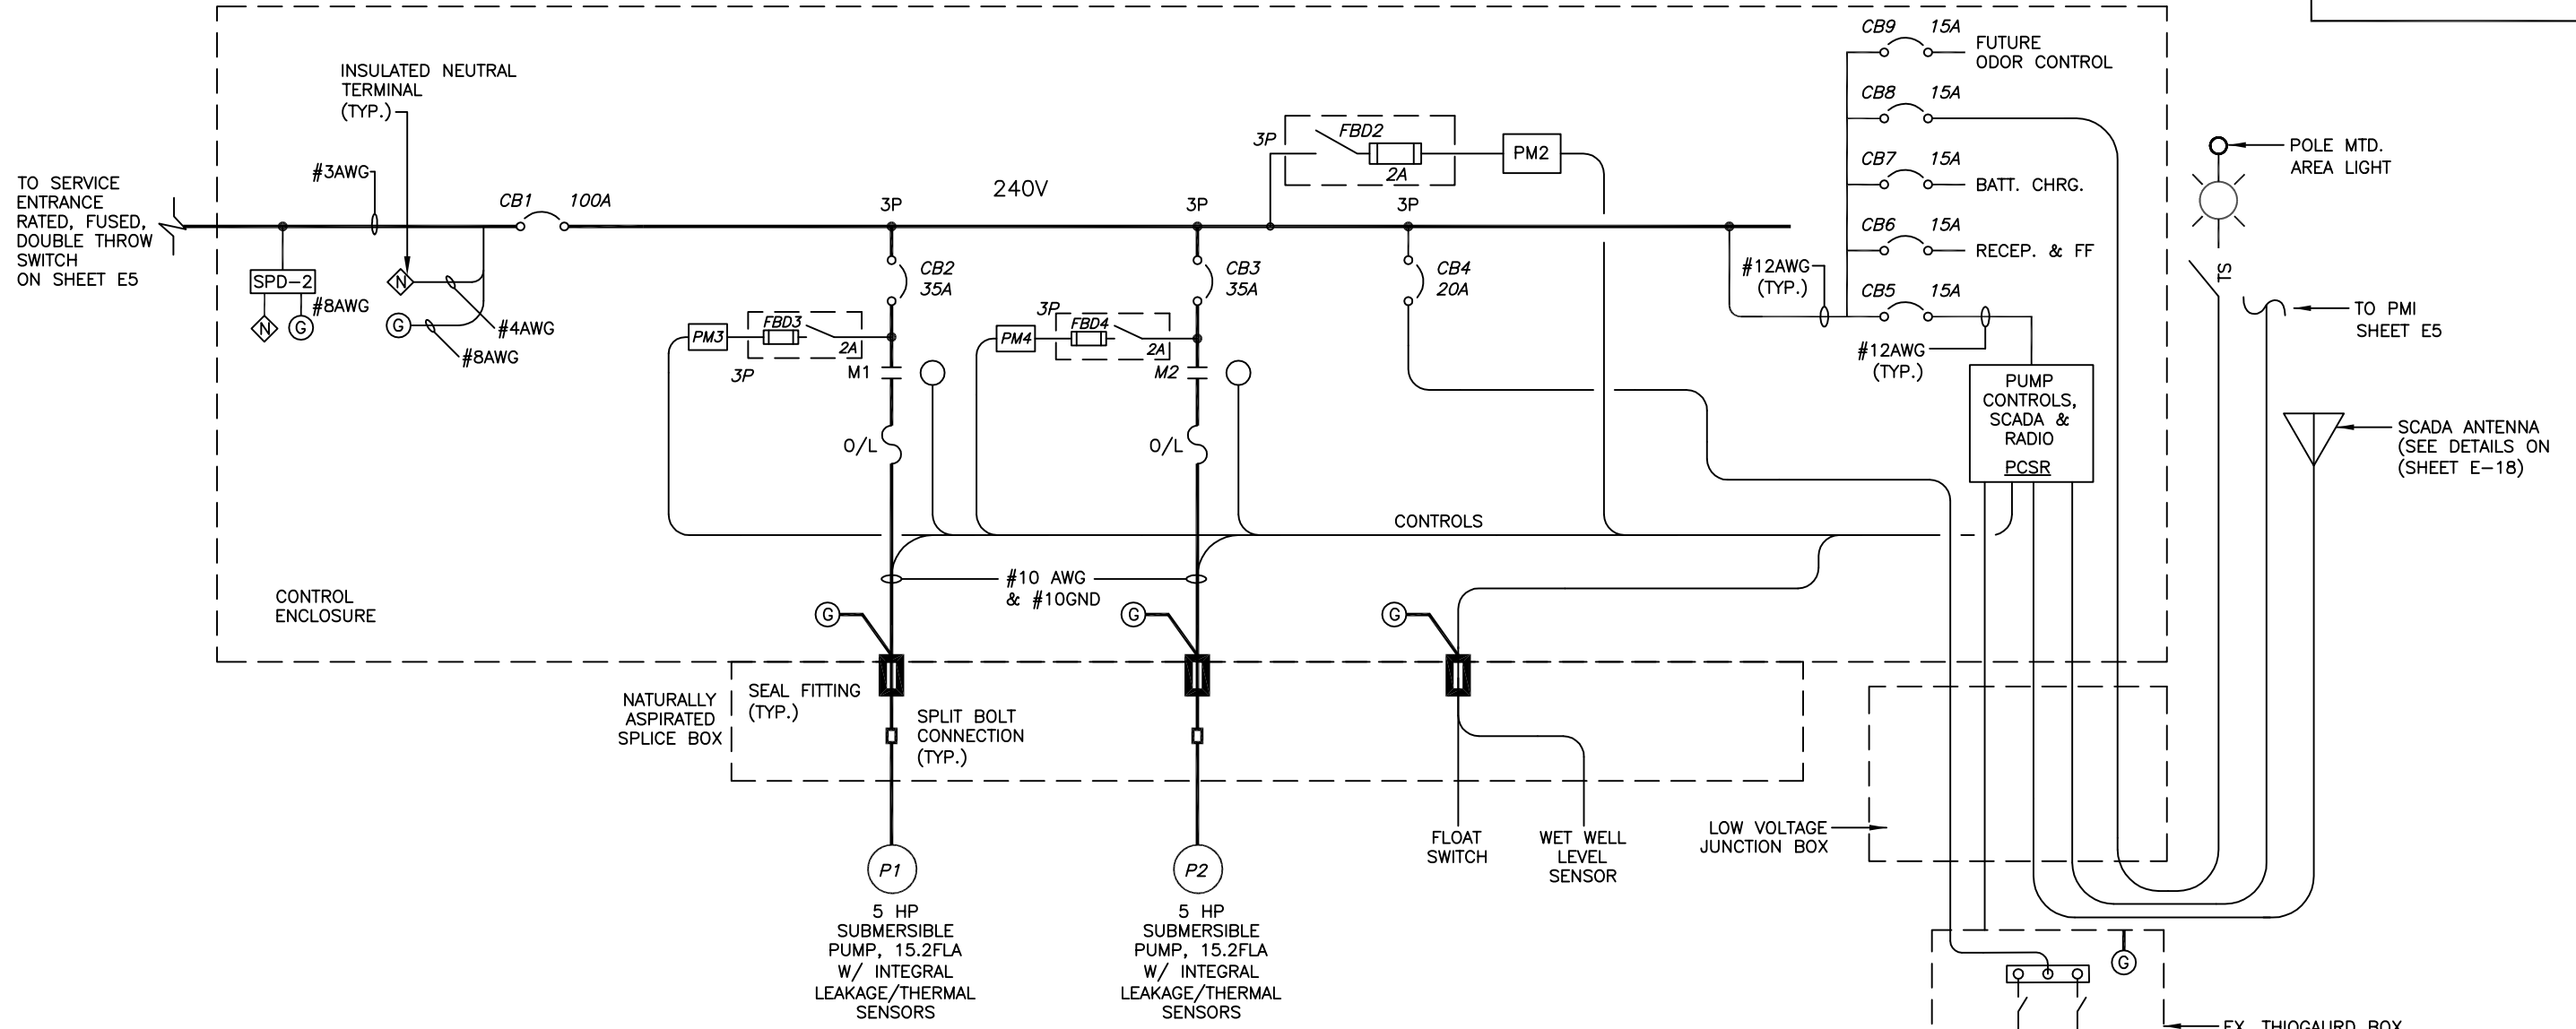 TO SERVICE
ENTRANCE
RATED, FUSED,
DOUBLE THROW
SWITCH
ON SHEET E5
INSULATED NEUTRAL
TERMINAL
(TYP.)
#3AWG
SPD-2
N
G
#8AWG
N
G
#4AWG
#8AWG
CB1 100A
240V
3P
CB2
35A
PM3
FBD3
2A
3P
M1
O/L
3P
CB3
35A
3P
PM4
FBD4
2A
M2
O/L
3P
FBD2
2A
PM2
3P
CB4
20A
CB9 15A
FUTURE
ODOR CONTROL
CB8 15A
CB7 15A
BATT. CHRG.
CB6 15A
RECEP. & FF
CB5 15A
#12AWG
(TYP.)
#12AWG
(TYP.)
PUMP
CONTROLS,
SCADA &
RADIO
PCSR
POLE MTD.
AREA LIGHT
TS
TO PMI
SHEET E5
SCADA ANTENNA
(SEE DETAILS ON
(SHEET E-18)
CONTROLS
#10 AWG
& #10GND
CONTROL
ENCLOSURE
G
G
G
NATURALLY
ASPIRATED
SPLICE BOX
SEAL FITTING
(TYP.)
SPLIT BOLT
CONNECTION
(TYP.)
P1
5 HP
SUBMERSIBLE
PUMP, 15.2FLA
W/ INTEGRAL
LEAKAGE/THERMAL
SENSORS
P2
5 HP
SUBMERSIBLE
PUMP, 15.2FLA
W/ INTEGRAL
LEAKAGE/THERMAL
SENSORS
FLOAT
SWITCH
WET WELL
LEVEL
SENSOR
LOW VOLTAGE
JUNCTION BOX
G
EX. THIOGAURD BOX